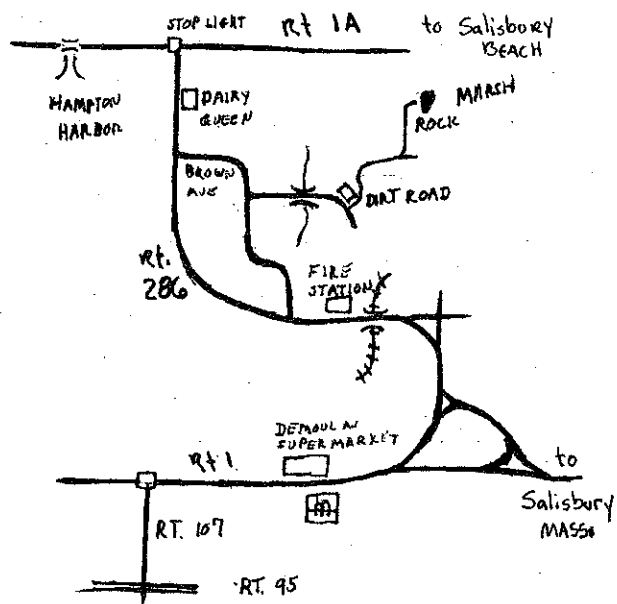 STOP LIGHT
Rt 1A
to Salisbury
BEACH
HAMPTON
HARBOR
DAIRY
QUEEN
MARSH
ROCK
BROWN
AVE
DIRT ROAD
Rt.
286
FIRE
STATION
DEMOULAS
SUPERMARKET
Rt 1.
to
Salisbury
MASS.
m
RT. 107
RT. 95